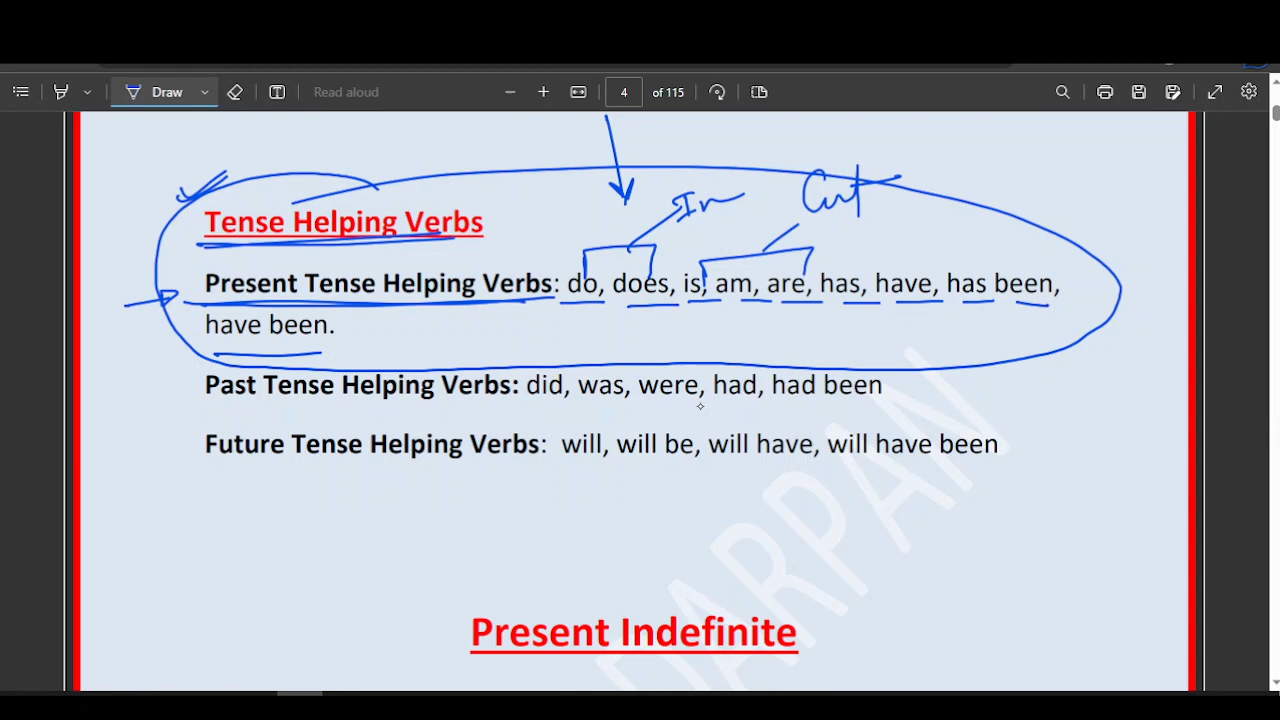 Draw
Read aloud
4
of 115
In
Tense Helping Verbs
Present Tense Helping Verbs: do, does, is, am, are, has, have, has been,
have been.
Past Tense Helping Verbs: did, was, were, had, had been
Future Tense Helping Verbs: will, will be, will have, will have been
DARPAN
Present Indefinite